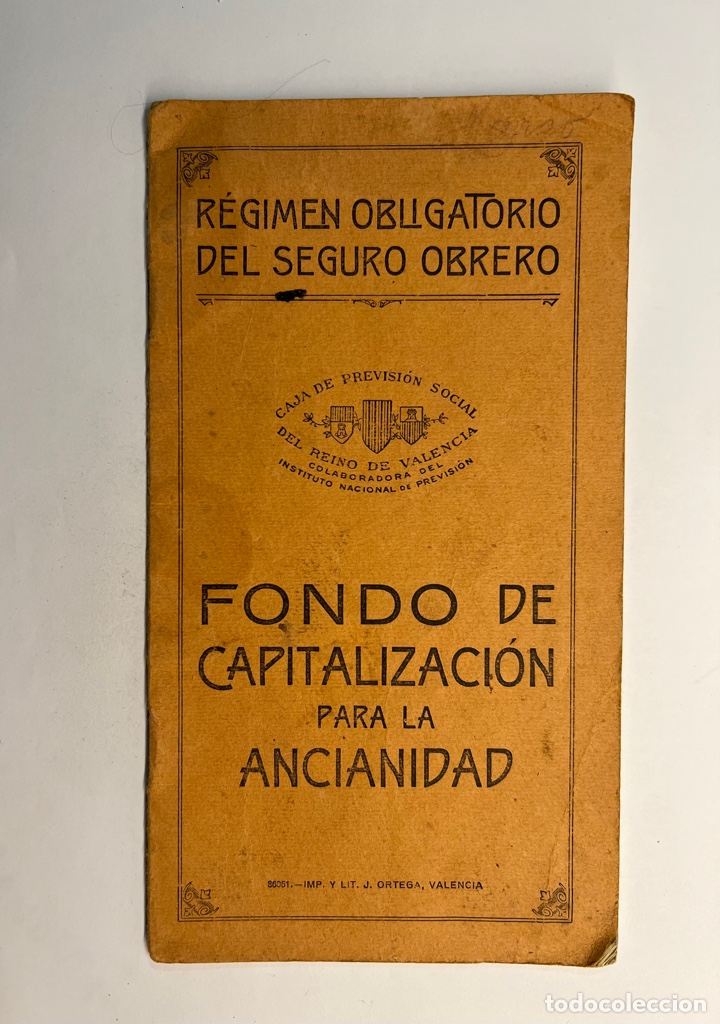 RÉGIMEN OBLIGATORIO
DEL SEGURO OBRERO
CAJA DE PREVISIÓN SOCIAL
DEL REINO DE VALENCIA
COLABORADORA DEL
INSTITUTO NACIONAL DE PREVISIÓN
FONDO DE
CAPITALIZACIÓN
PARA LA
ANCIANIDAD
86061.—IMP. Y LIT. J. ORTEGA, VALENCIA
todocoleccion